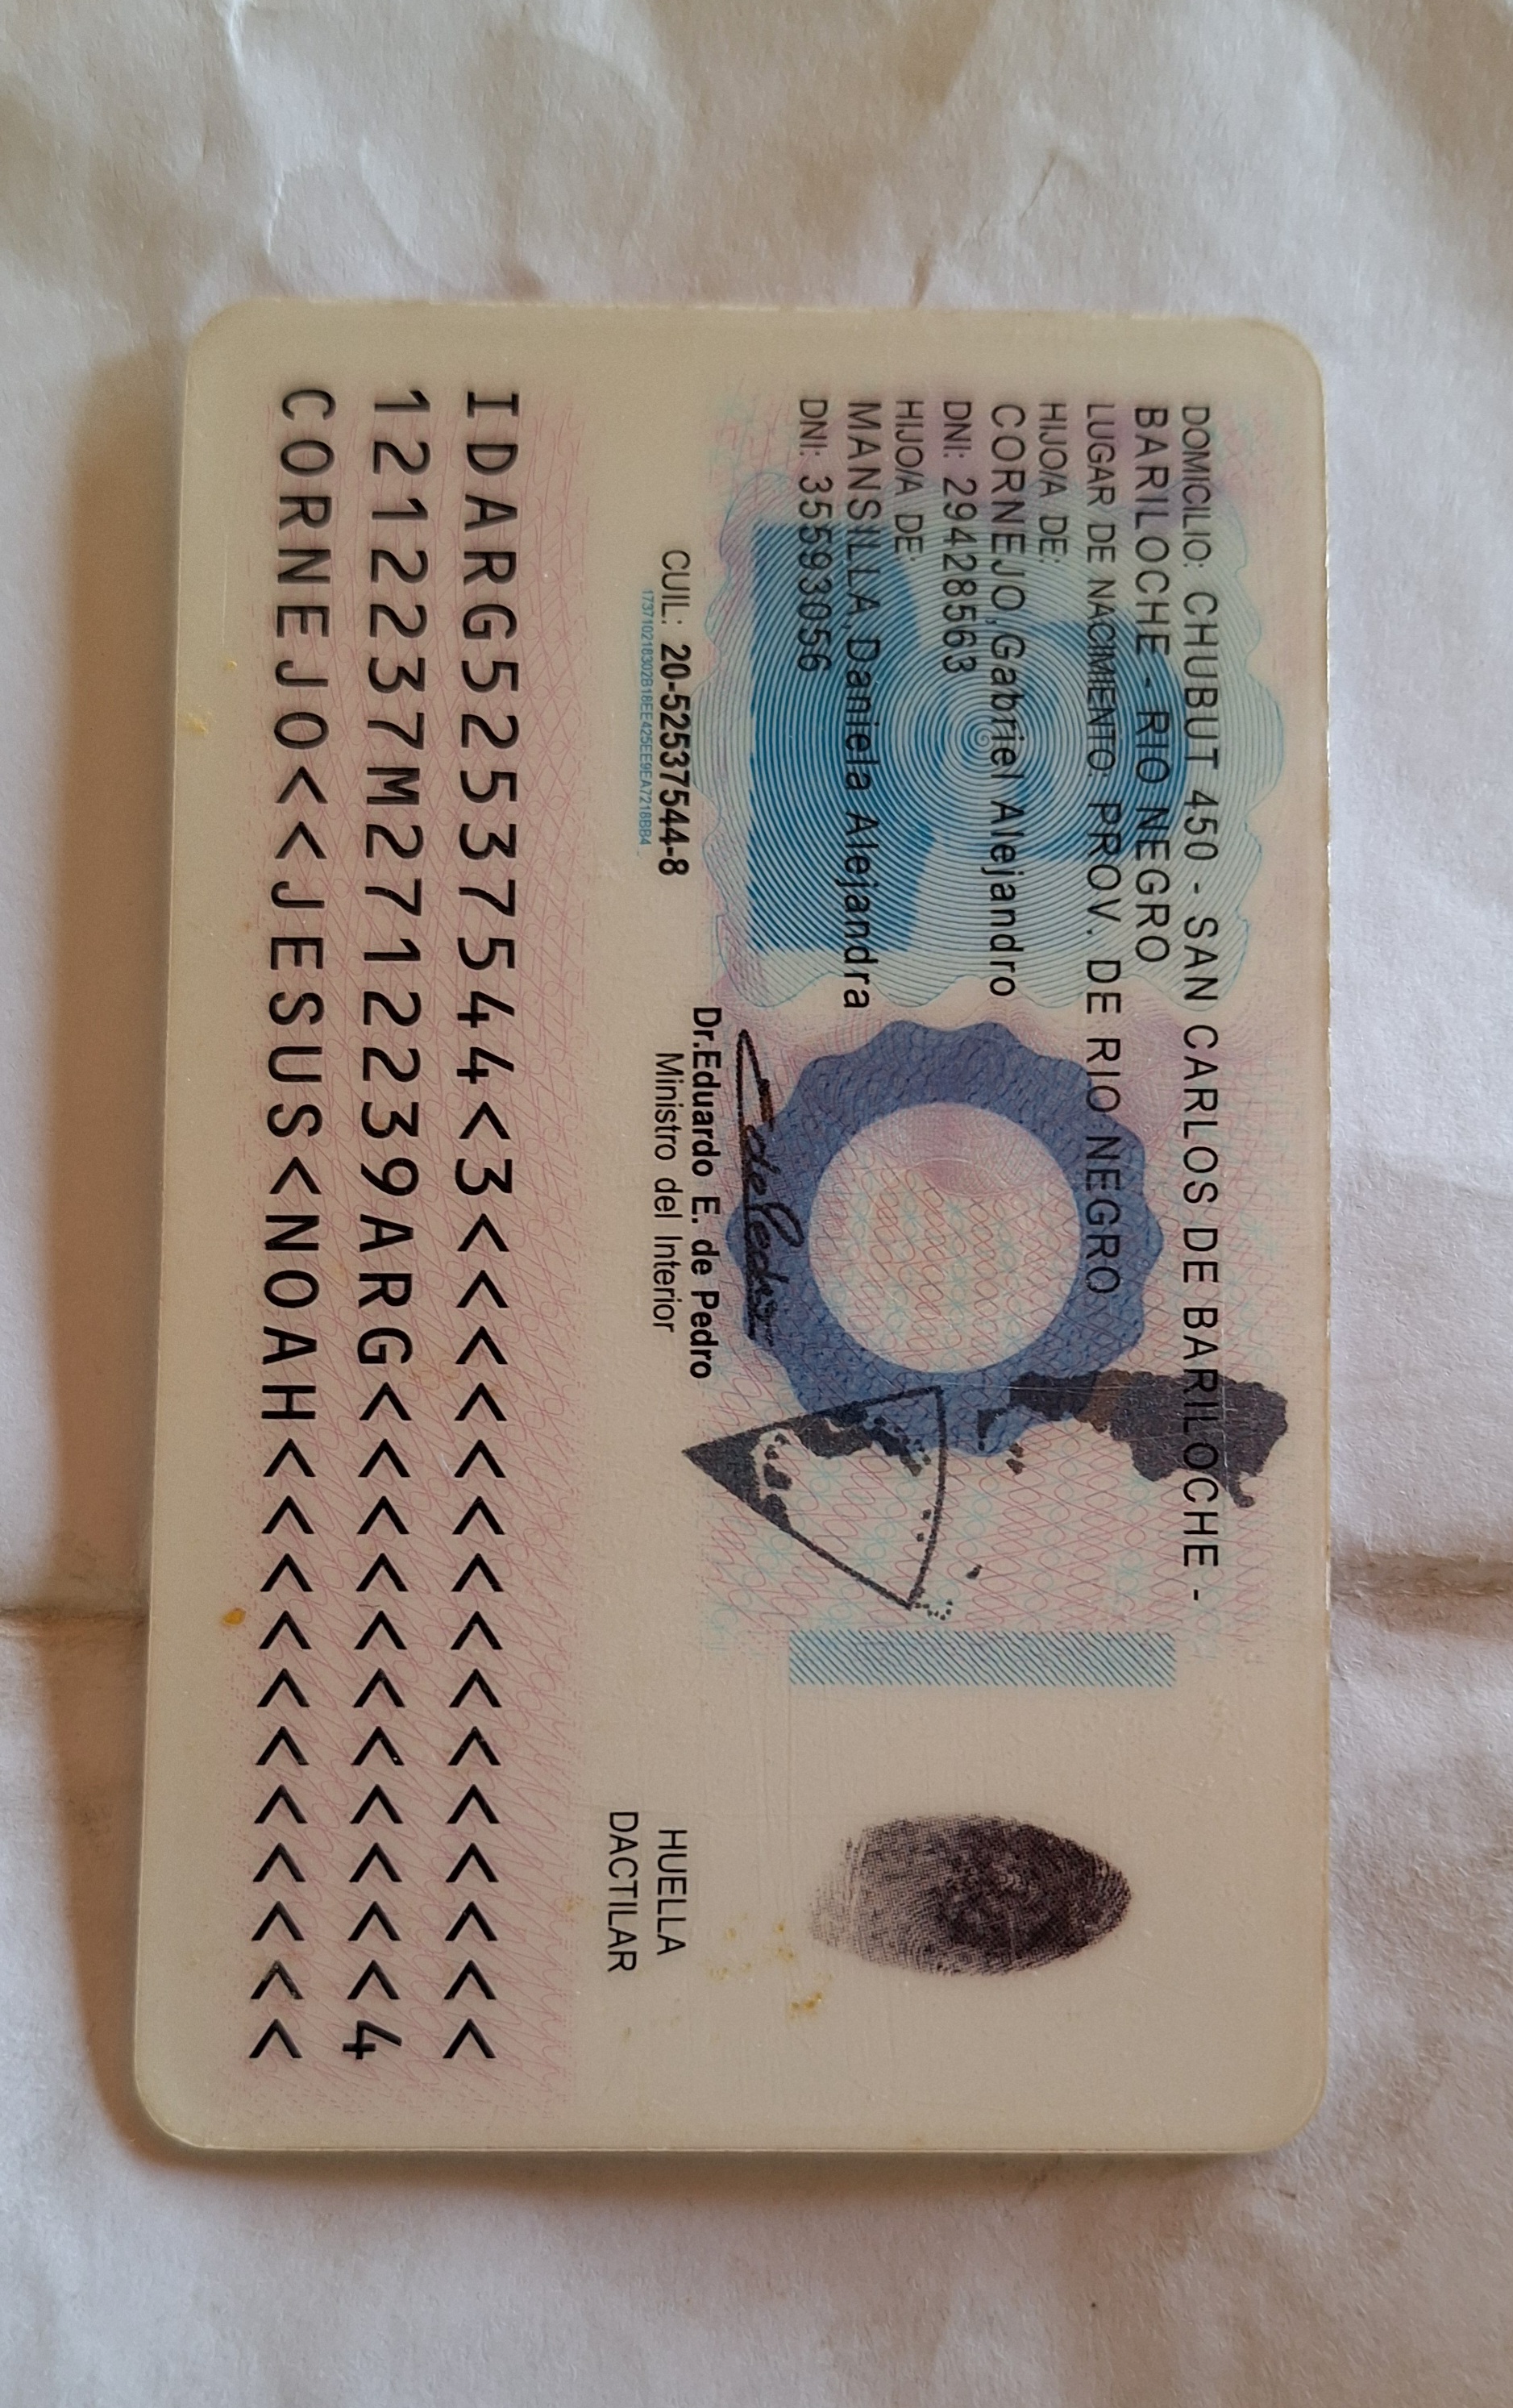 DOMICILIO: CHUBUT 450 - SAN CARLOS DE BARILOCHE -
BARILOCHE - RIO NEGRO
LUGAR DE NACIMIENTO: PROV. DE RIO NEGRO
HIJO/A DE:
CORNEJO,Gabriel Alejandro
DNI: 29428563
HIJO/A DE:
MANSILLA,Daniela Alejandra
DNI: 35593056
Dr.Eduardo E. de Pedro
Ministro del Interior
CUIL: 20-52537544-8
HUELLA
DACTILAR
IDARG52537544<3<<<<<<<<<<<<<<<
1212237M2712239ARG<<<<<<<<<<<4
CORNEJO<<JESUS<NOAH<<<<<<<<<<<